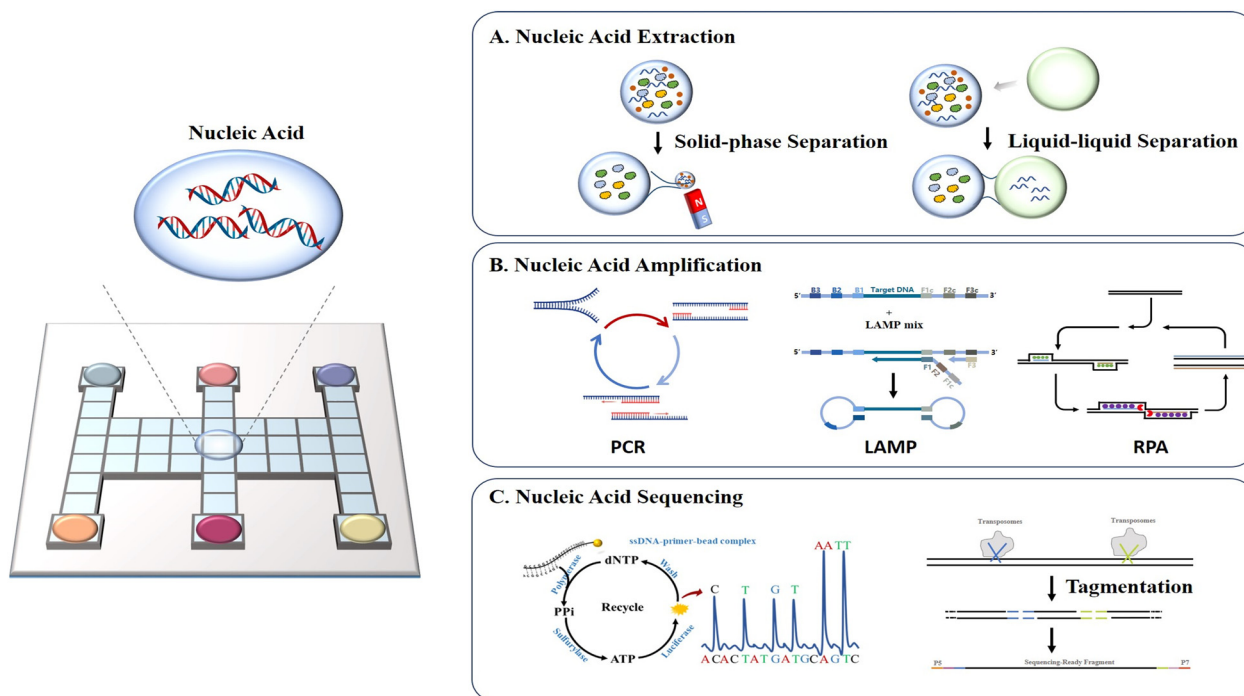 Nucleic Acid
A. Nucleic Acid Extraction
Solid-phase Separation
N
S
Liquid-liquid Separation
B. Nucleic Acid Amplification
PCR
5' B3 B2 B1 Target DNA F1c F2c F3c 3'
+
LAMP mix
5' 3'
F1 F2 F3
F1c
LAMP
RPA
C. Nucleic Acid Sequencing
ssDNA-primer-bead complex
Polymerase
dNTP
Wash
PPi
Recycle
Sulfurylase
ATP
Luciferase
AATT
C T G T
ACACTATGATGCAGTC
Transposomes Transposomes
Tagmentation
P5 Sequencing-Ready Fragment P7